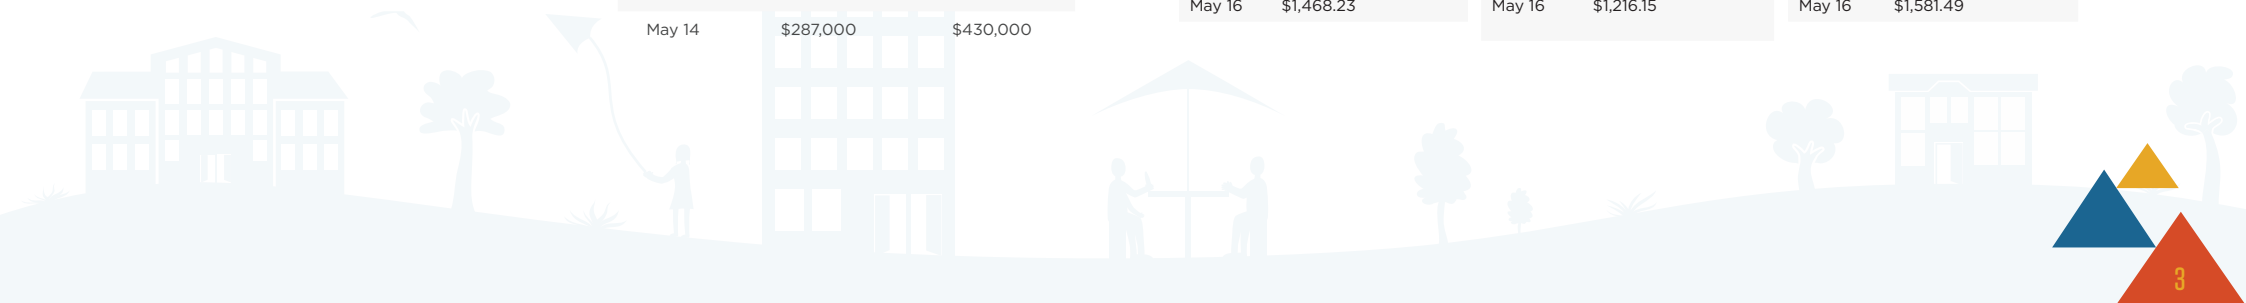 May 16 $1,468.23
May 16 $1,216.15
May 16 $1,581.49
May 14 $287,000 $430,000
3